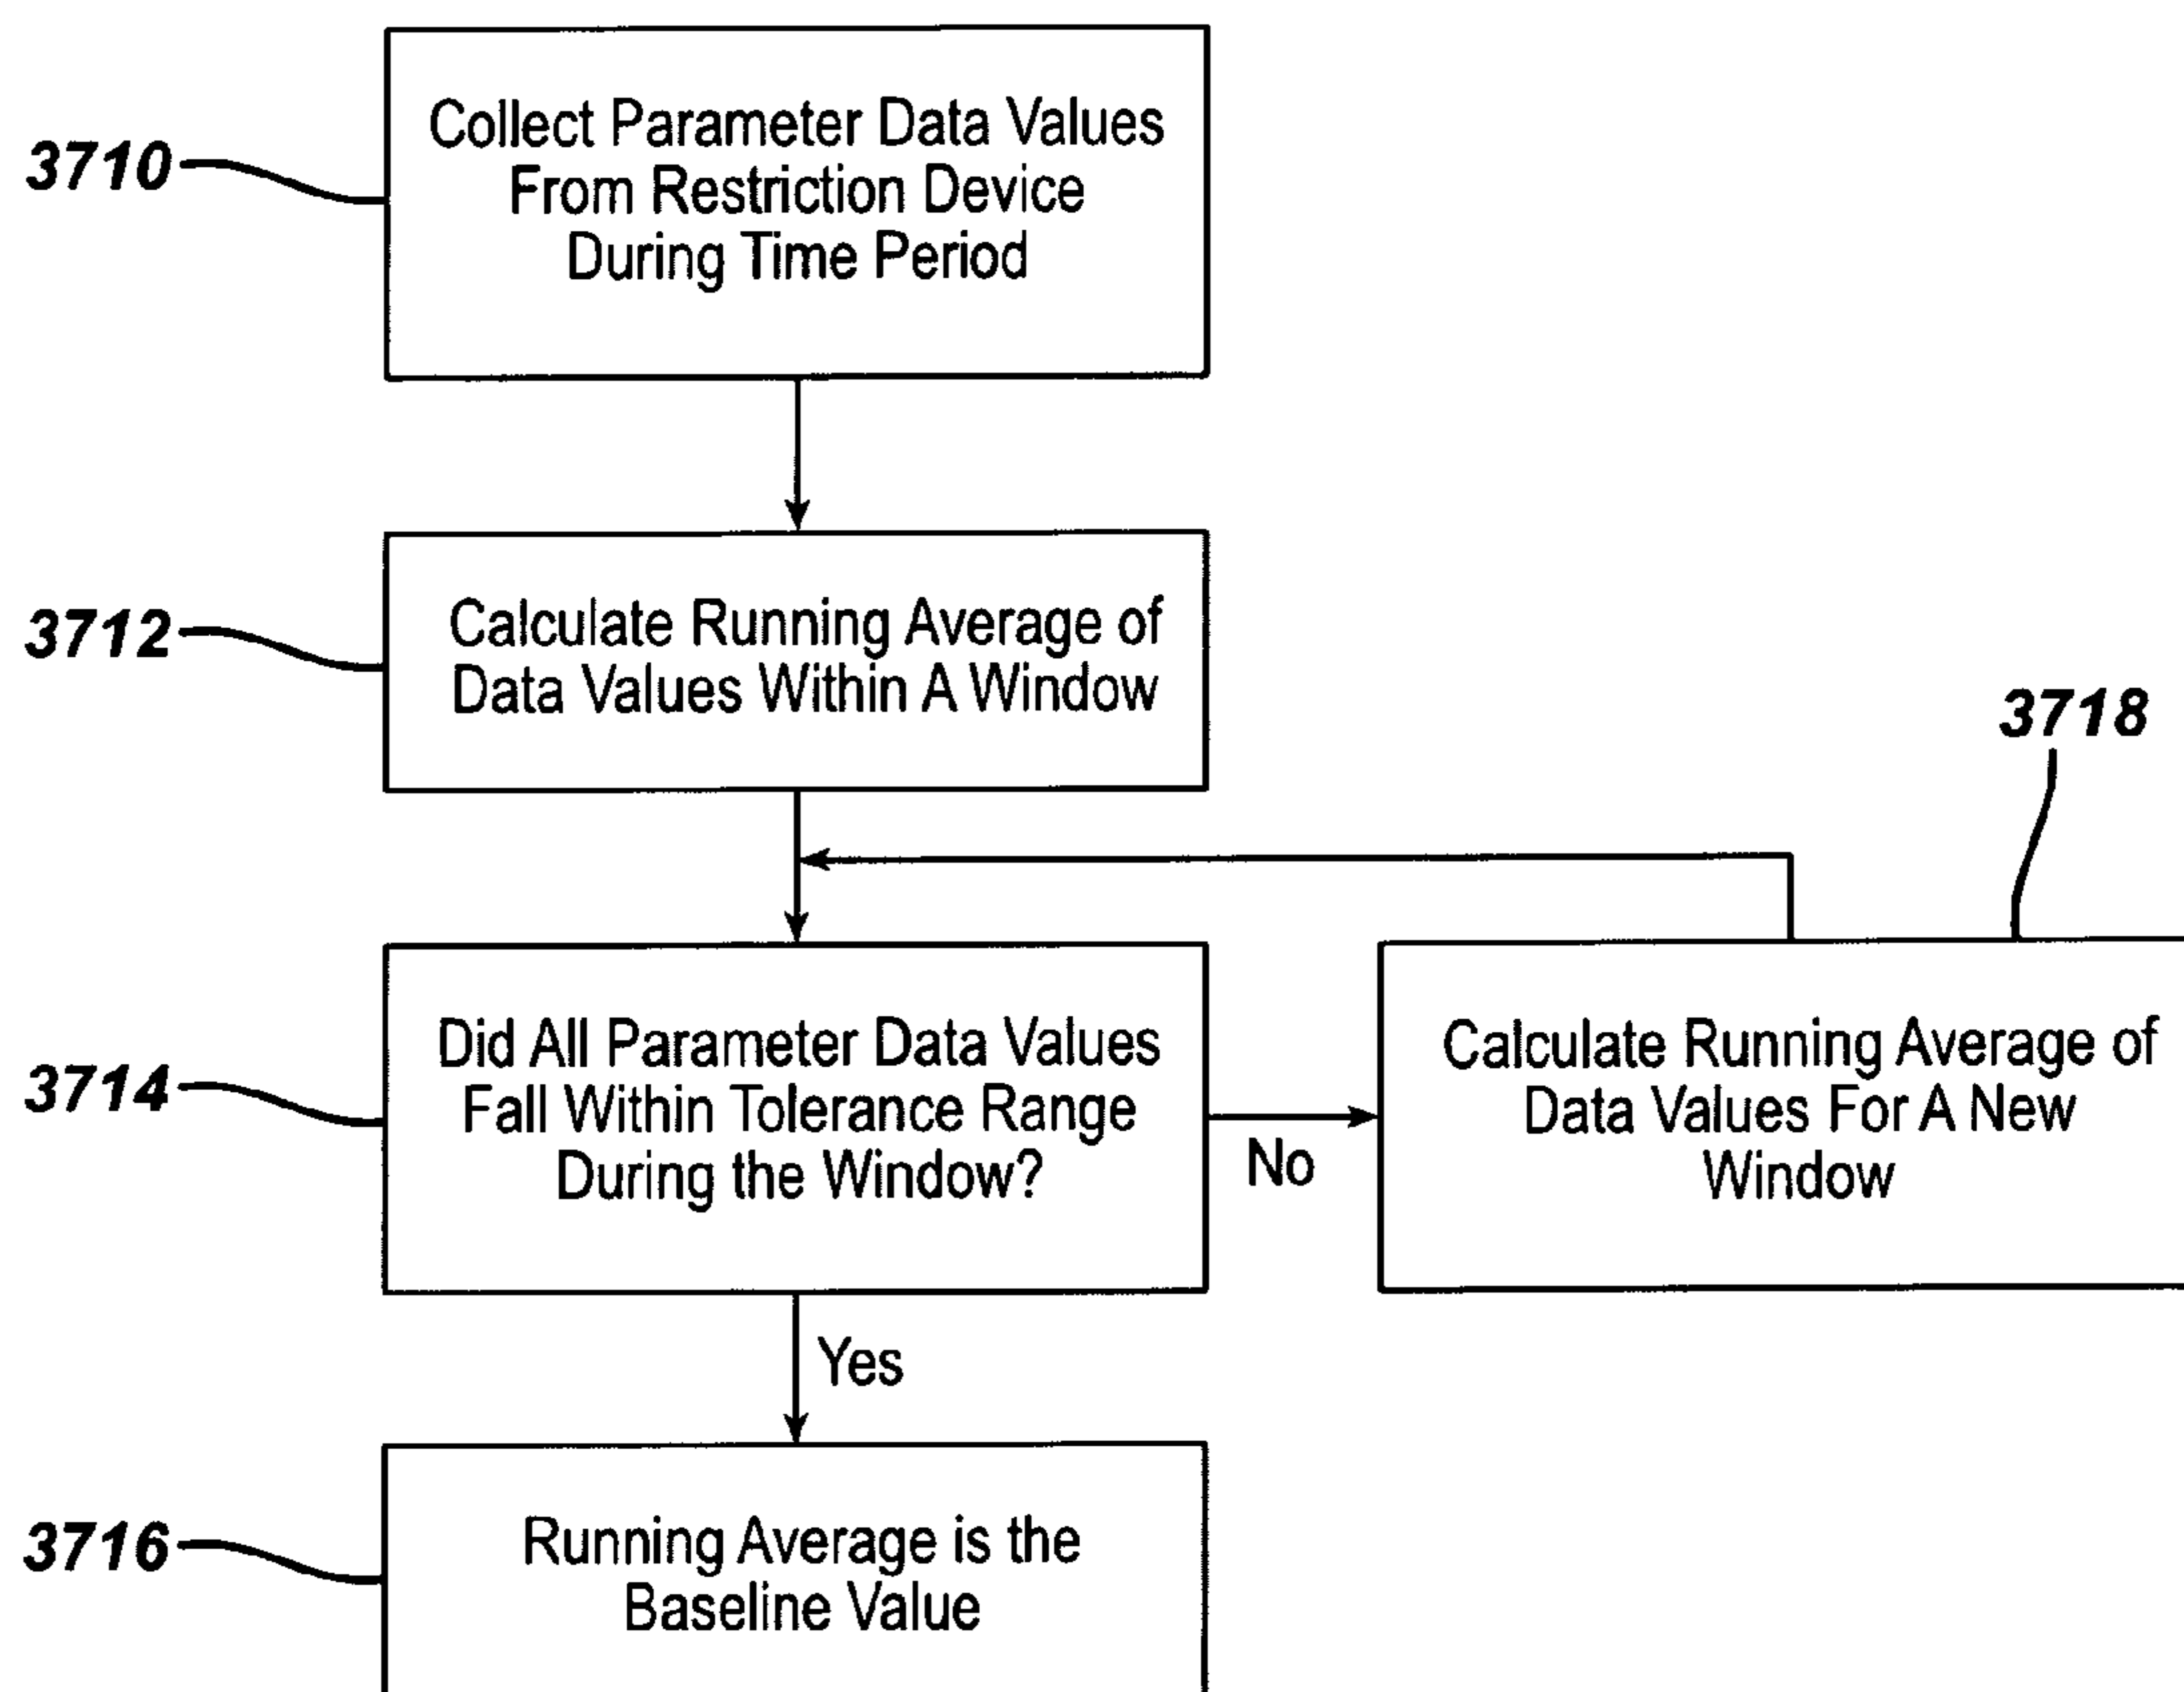 3710
Collect Parameter Data Values
From Restriction Device
During Time Period
3712
Calculate Running Average of
Data Values Within A Window
3718
3714
Did All Parameter Data Values
Fall Within Tolerance Range
During the Window?
No
Calculate Running Average of
Data Values For A New
Window
Yes
3716
Running Average is the
Baseline Value